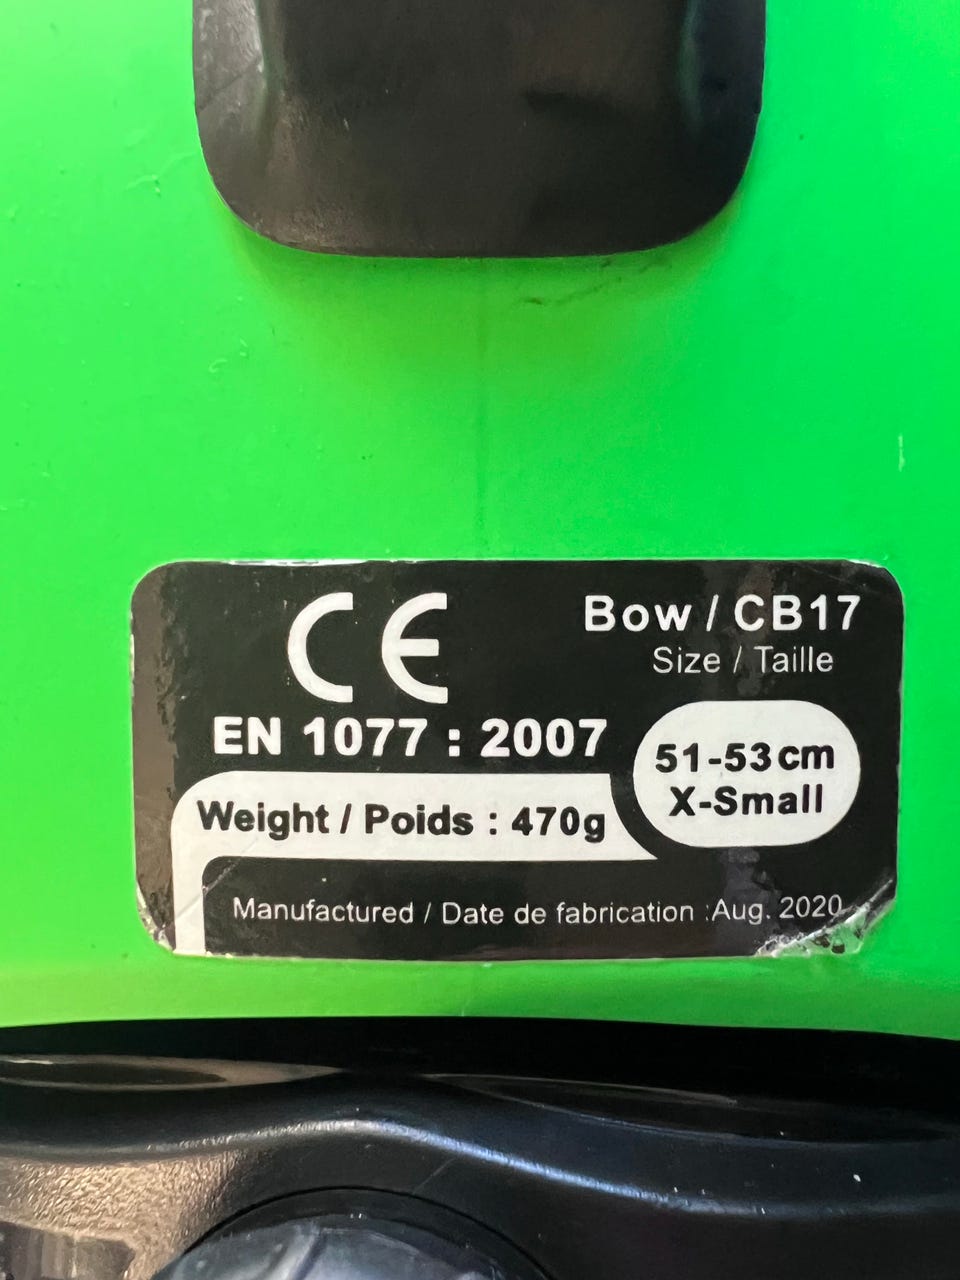 CE
Bow / CB17
Size / Taille
EN 1077 : 2007
51-53cm
X-Small
Weight / Poids : 470g
Manufactured / Date de fabrication :Aug. 2020